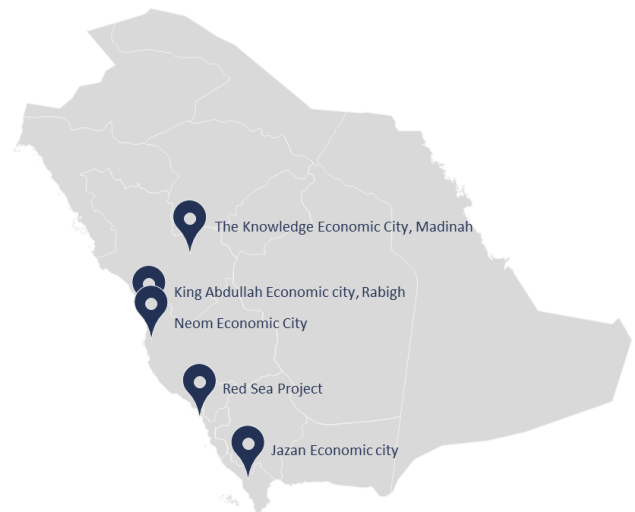 The Knowledge Economic City, Madinah
King Abdullah Economic city, Rabigh
Neom Economic City
Red Sea Project
Jazan Economic city